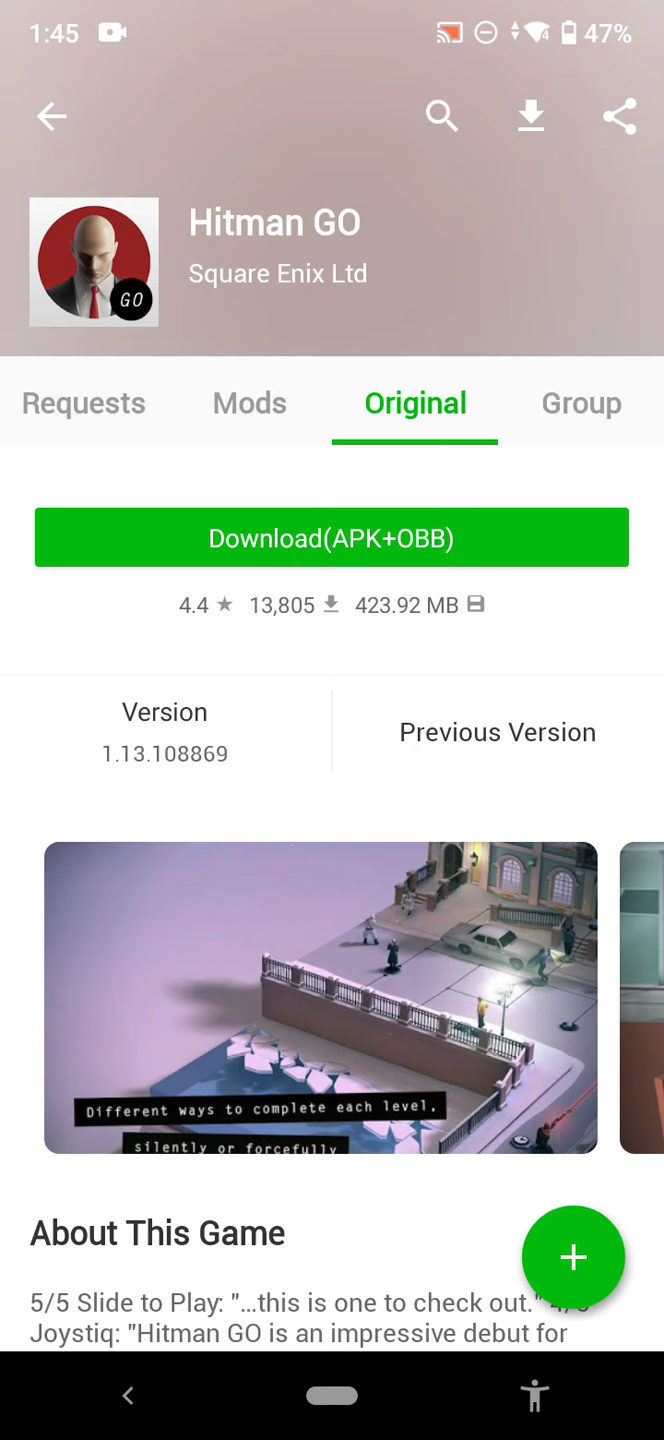 1:45
47%
Hitman GO
Square Enix Ltd
GO
Requests
Mods
Original
Group
Download(APK+OBB)
4.4
13,805
423.92 MB
Version
1.13.108869
Previous Version
Different ways to complete each level,
silently or forcefully
About This Game
5/5 Slide to Play: "...this is one to check out." 4/5
Joystiq: "Hitman GO is an impressive debut for